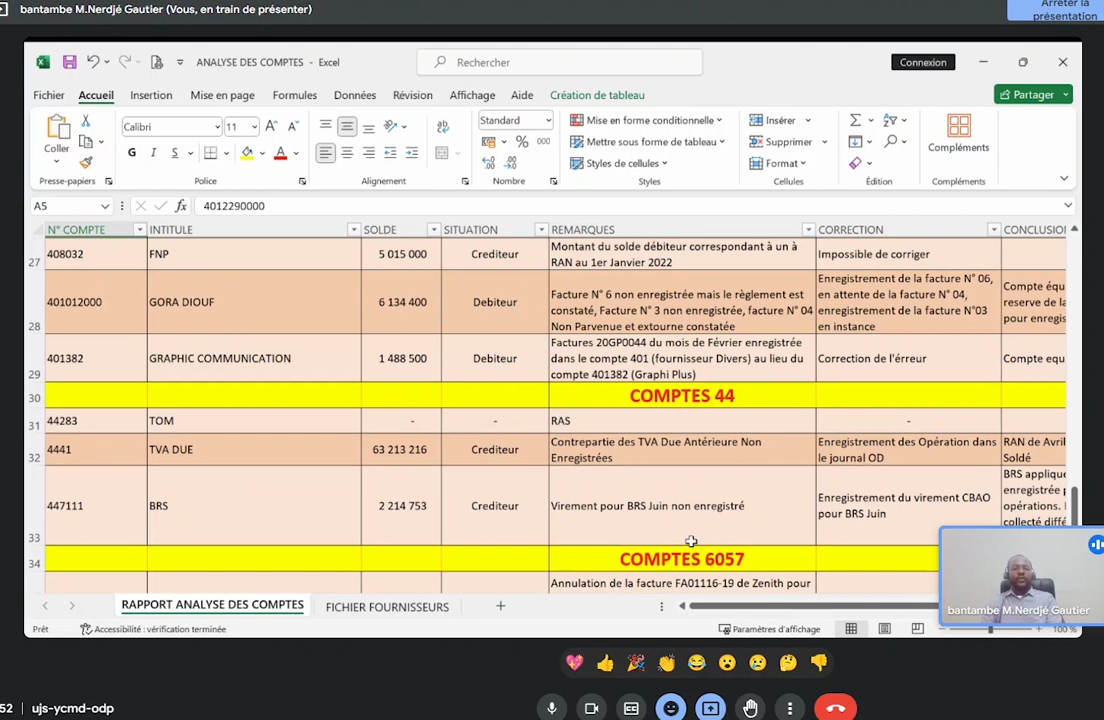 bantambe M.Nerdjé Gautier (Vous, en train de présenter)
Arrêter la
présentation
ANALYSE DES COMPTES - Excel
Rechercher
Connexion
Fichier Accueil Insertion Mise en page Formules Données Révision Affichage Aide Création de tableau
Partager
Coller
Calibri 11
G I S
Standard
% 000
Mise en forme conditionnelle
Mettre sous forme de tableau
Styles de cellules
Insérer
Supprimer
Format
Compléments
Presse-papiers Police Alignement Nombre Styles Cellules Édition Compléments
A5 fx 4012290000
N° COMPTE INTITULE SOLDE SITUATION REMARQUES CORRECTION CONCLUSIO
27 408032 FNP 5 015 000 Crediteur
Montant du solde débiteur correspondant à un à
RAN au 1er Janvier 2022
Impossible de corriger
28 401012000 GORA DIOUF 6 134 400 Debiteur
Facture N° 6 non enregistrée mais le règlement est
constaté, Facture N° 3 non enregistrée, facture N° 04
Non Parvenue et extourne constatée
Enregistrement de la facture N° 06,
en attente de la facture N° 04,
enregistrement de la facture N°03
en instance
Compte équ
reserve de la
pour enregis
29 401382 GRAPHIC COMMUNICATION 1 488 500 Debiteur
Factures 20GP0044 du mois de Février enregistrée
dans le compte 401 (fournisseur Divers) au lieu du
compte 401382 (Graphi Plus)
Correction de l'érreur
Compte equ
30 COMPTES 44
31 44283 TOM - - RAS -
32 4441 TVA DUE 63 213 216 Crediteur
Contrepartie des TVA Due Antérieure Non
Enregistrées
Enregistrement des Opération dans
le journal OD
RAN de Avril
Soldé
33 447111 BRS 2 214 753 Crediteur
Virement pour BRS Juin non enregistré
Enregistrement du virement CBAO
pour BRS Juin
BRS applique
enregistrée p
opérations.
collecté diffé
34 COMPTES 6057
Annulation de la facture FA01116-19 de Zenith pour
RAPPORT ANALYSE DES COMPTES FICHIER FOURNISSEURS
Prêt Accessibilité : vérification terminée Paramètres d'affichage 100 %
bantambe M.Nerdjé Gautier
52 ujs-ycmd-odp